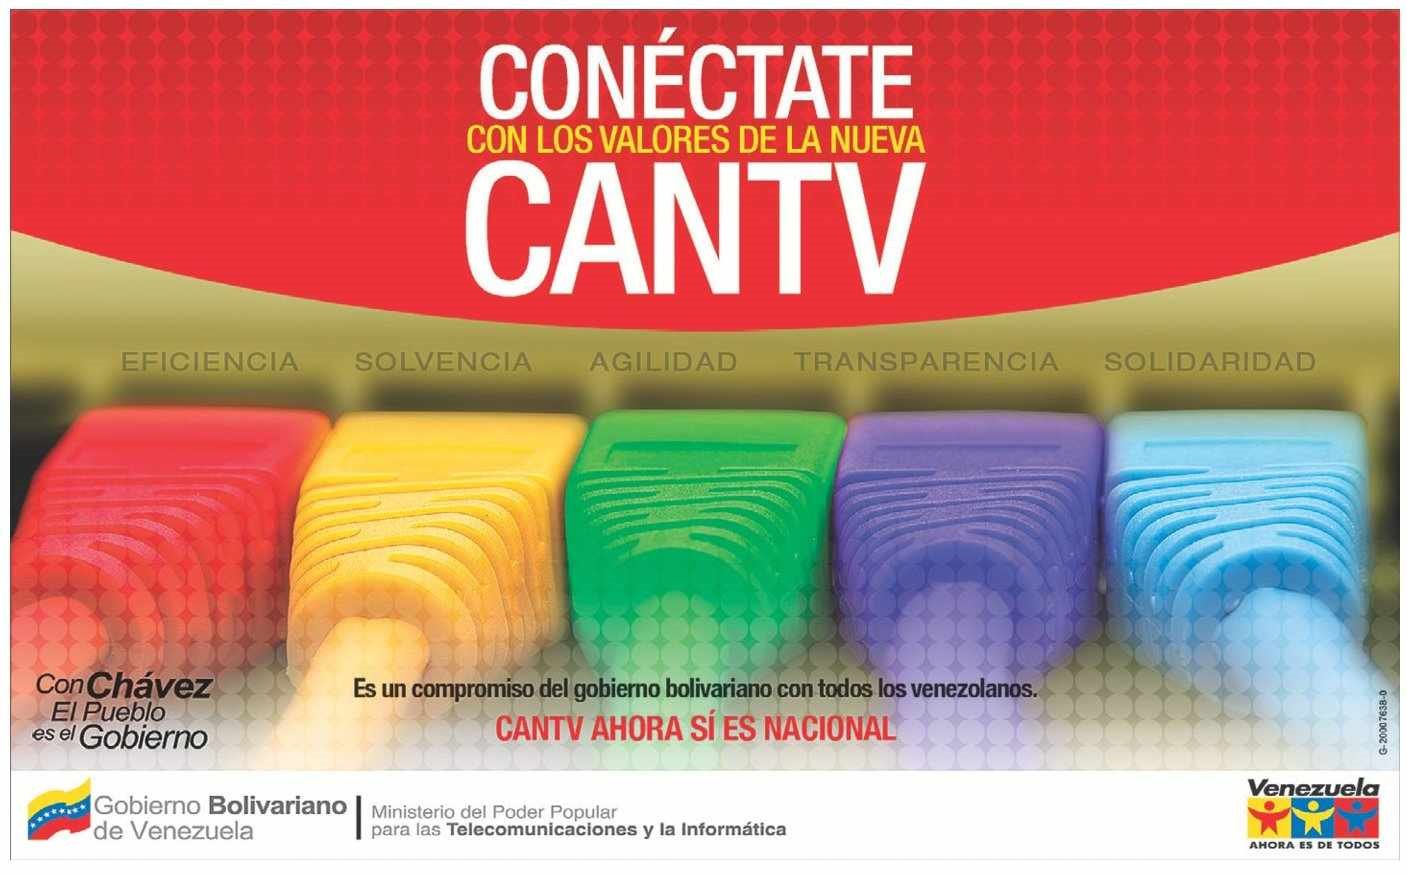 CONÉCTATE
CON LOS VALORES DE LA NUEVA
CANTV
EFICIENCIA SOLVENCIA AGILIDAD TRANSPARENCIA SOLIDARIDAD
Con Chávez
El Pueblo
es el Gobierno
Es un compromiso del gobierno bolivariano con todos los venezolanos.
CANTV AHORA SÍ ES NACIONAL
G- 20007638-0
Gobierno Bolivariano
de Venezuela
Ministerio del Poder Popular
para las Telecomunicaciones y la Informática
Venezuela
AHORA ES DE TODOS